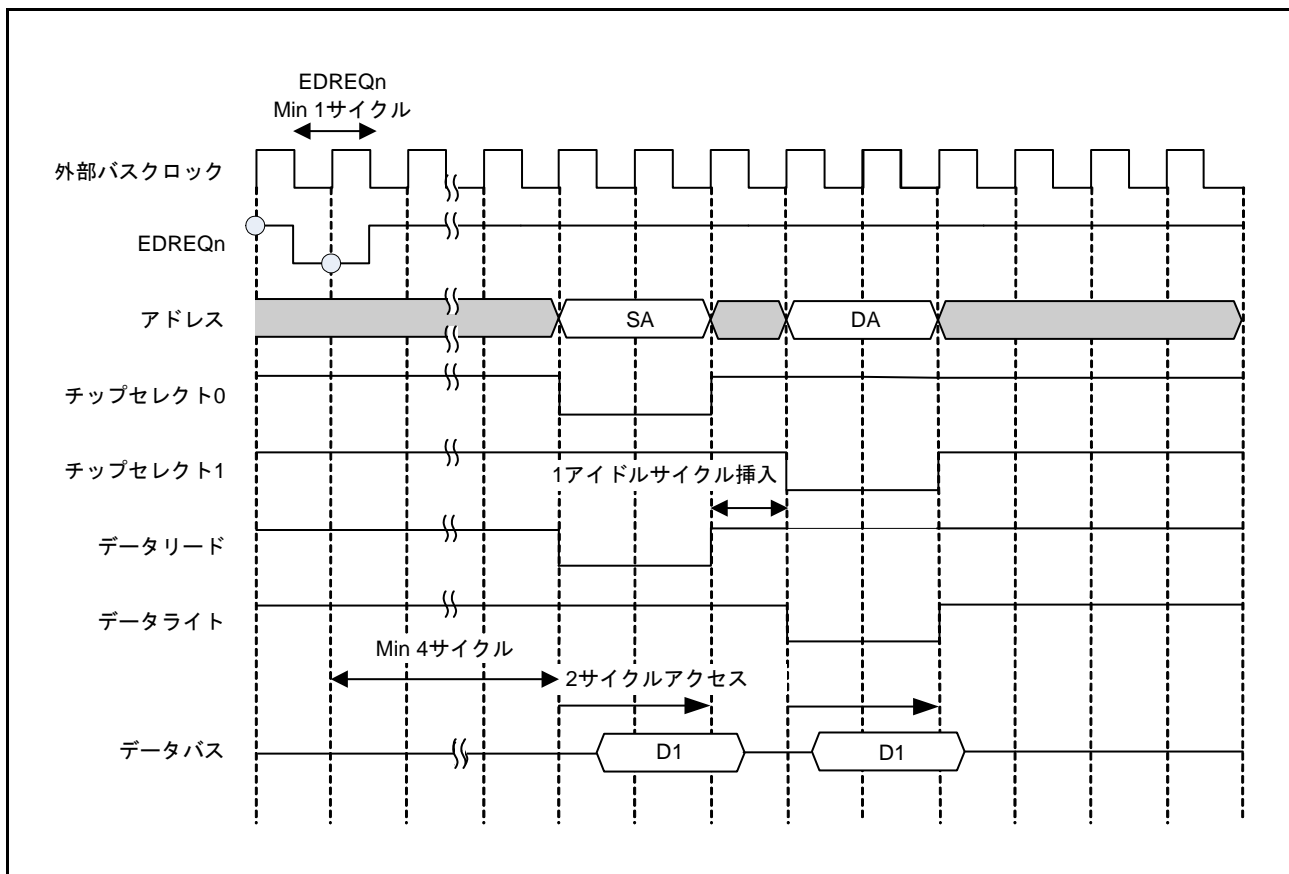 EDREQn
Min 1サイクル
外部バスクロック
EDREQn
アドレス
SA
DA
チップセレクト0
チップセレクト1
1アイドルサイクル挿入
データリード
データライト
Min 4サイクル
2サイクルアクセス
データバス
D1
D1